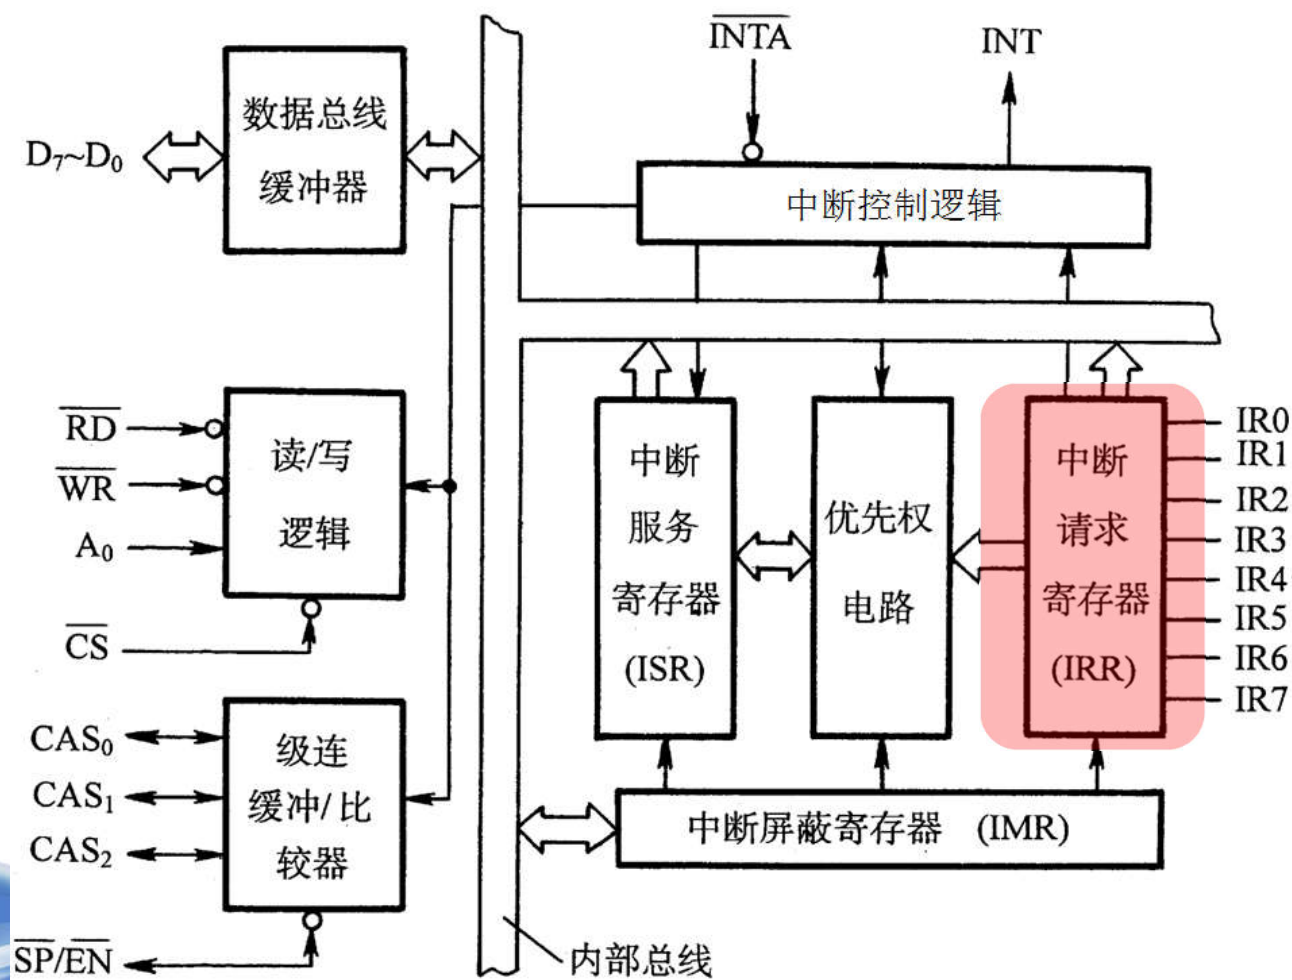 INTA
INT
数据总线
缓冲器
D7~D0
中断控制逻辑
RD
WR
A0
CS
读/写
逻辑
中断
服务
寄存器
(ISR)
优先权
电路
中断
请求
寄存器
(IRR)
IR0
IR1
IR2
IR3
IR4
IR5
IR6
IR7
CAS0
CAS1
CAS2
SP/EN
级连
缓冲/比
较器
中断屏蔽寄存器 (IMR)
内部总线